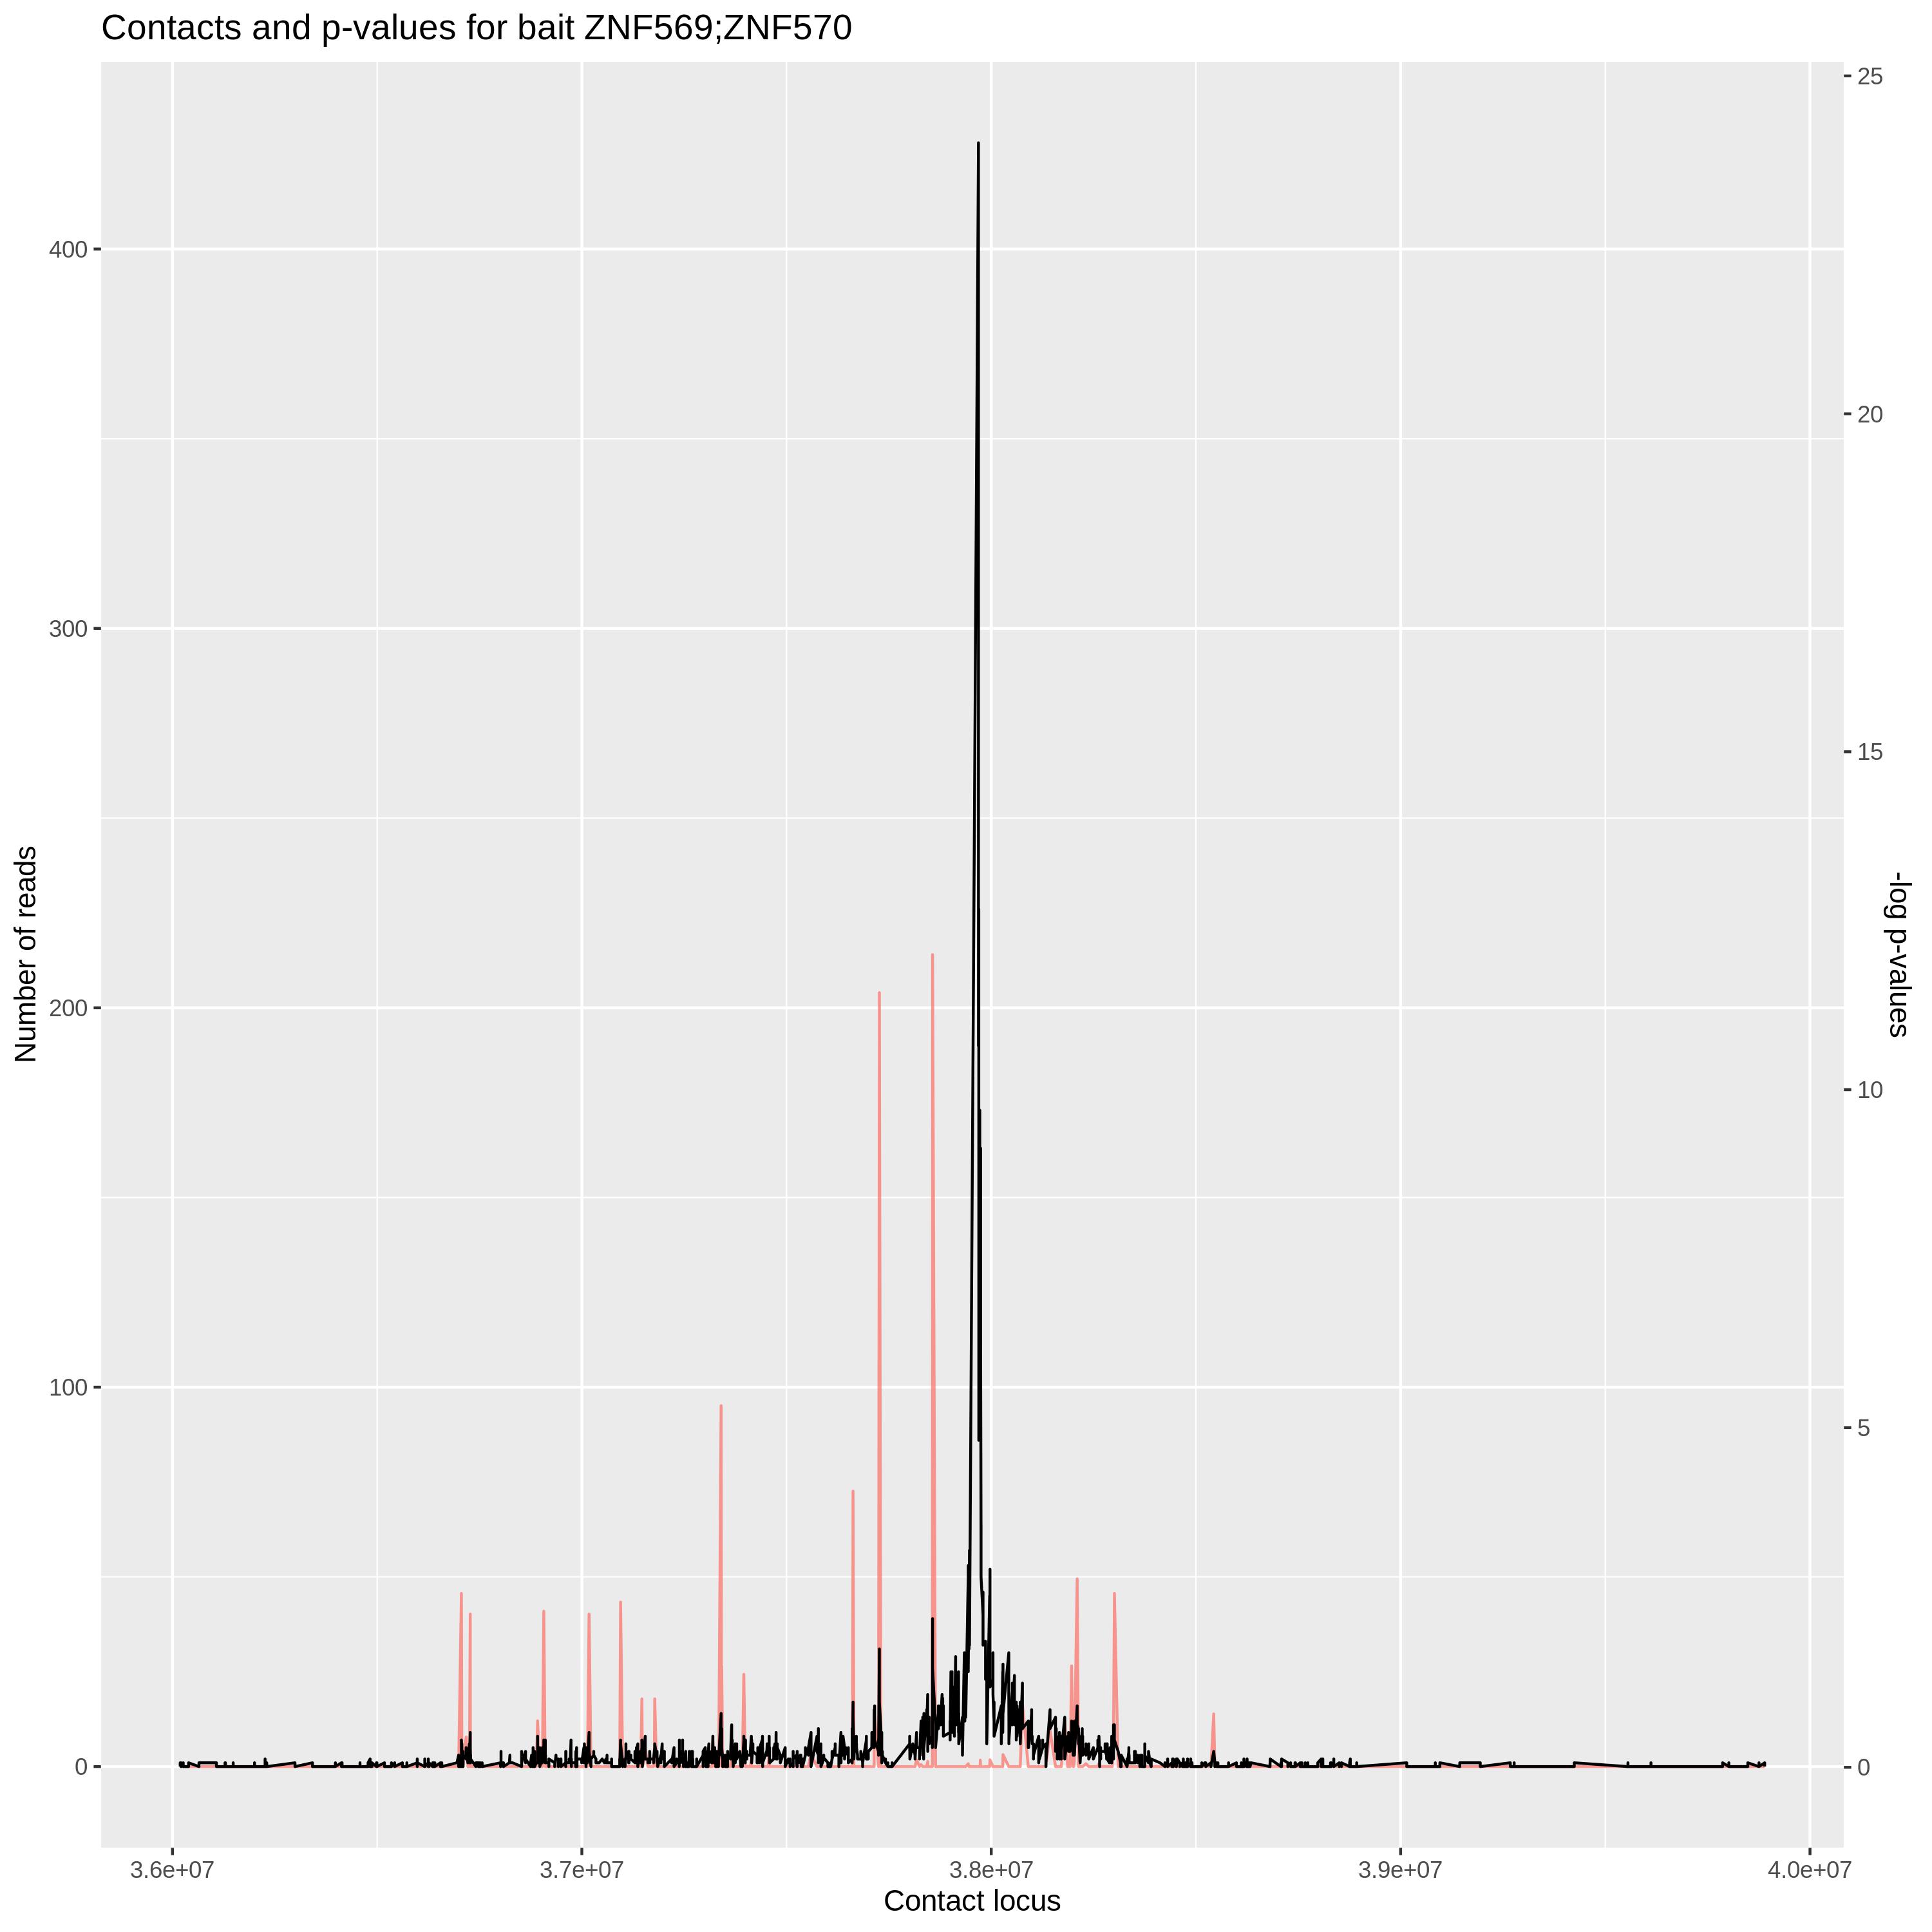 Contacts and p-values for bait ZNF569;ZNF570
Number of reads
400
300
200
100
0
25
20
15
10
5
0
-log p-values
3.6e+07
3.7e+07
3.8e+07
3.9e+07
4.0e+07
Contact locus